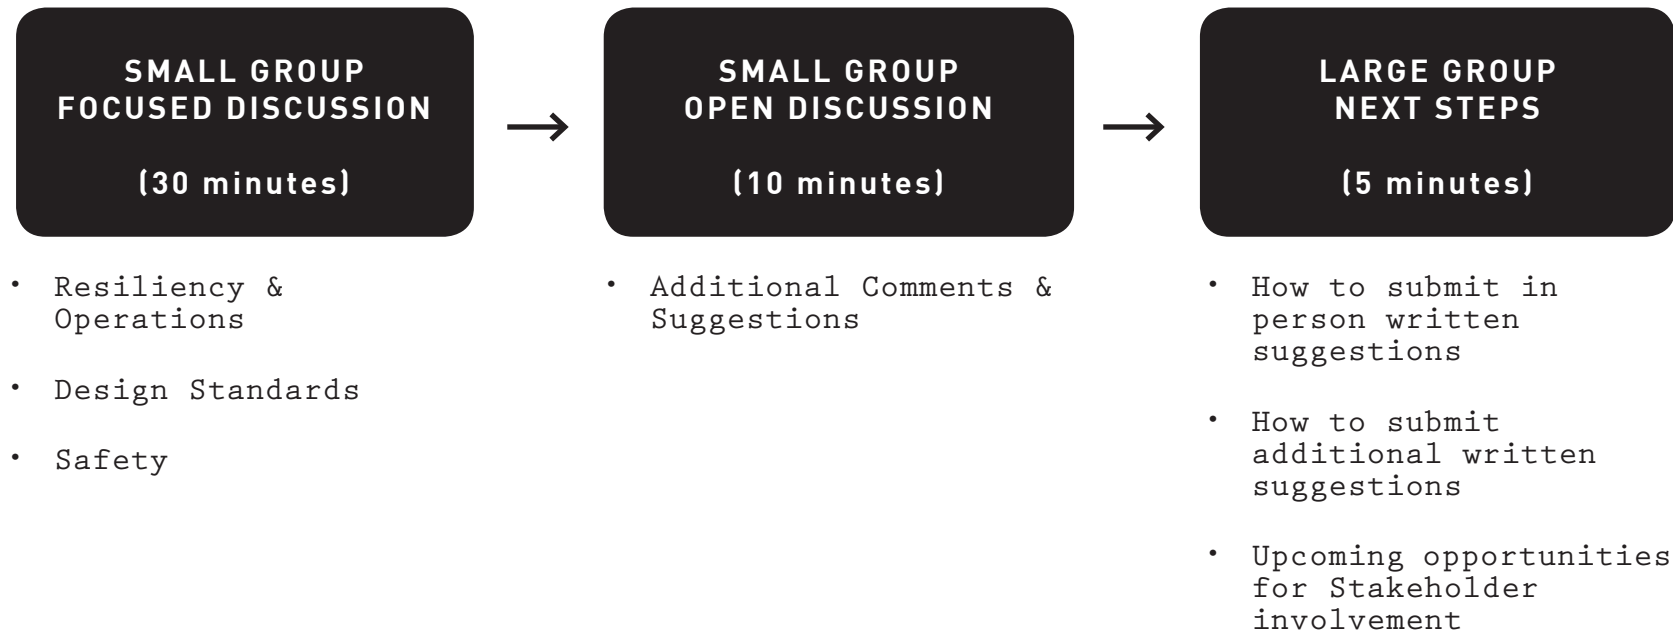 SMALL GROUP
FOCUSED DISCUSSION
(30 minutes)
• Resiliency &
Operations
• Design Standards
• Safety
SMALL GROUP
OPEN DISCUSSION
(10 minutes)
• Additional Comments &
Suggestions
LARGE GROUP
NEXT STEPS
(5 minutes)
• How to submit in
person written
suggestions
• How to submit
additional written
suggestions
• Upcoming opportunities
for Stakeholder
involvement